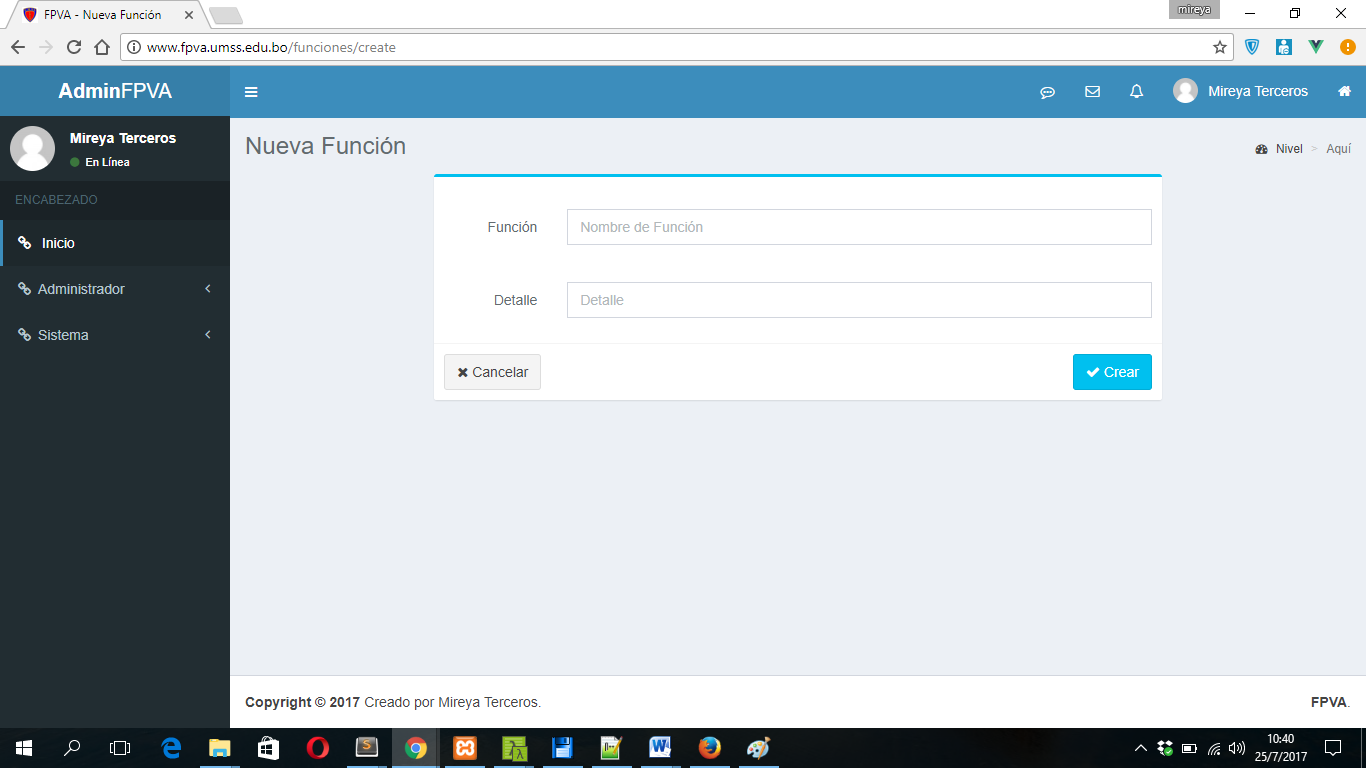 FPVA - Nueva Función
mireya
www.fpva.umss.edu.bo/funciones/create
AdminFPVA
Mireya Terceros
Mireya Terceros
En Línea
Nueva Función
Nivel > Aquí
ENCABEZADO
Inicio
Administrador
Sistema
Función
Nombre de Función
Detalle
Detalle
Cancelar
Crear
Copyright © 2017 Creado por Mireya Terceros.
FPVA.
10:40
25/7/2017